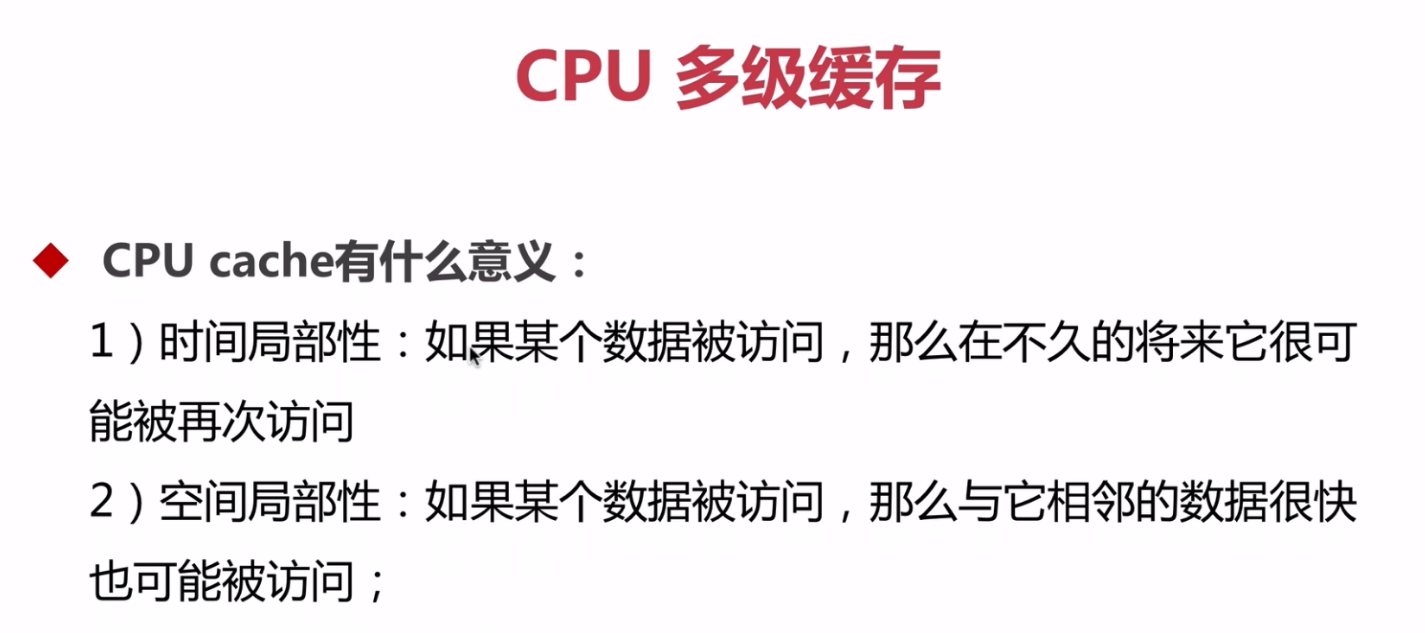 CPU 多级缓存
CPU cache有什么意义：
1）时间局部性：如果某个数据被访问，那么在不久的将来它很可
能被再次访问
2）空间局部性：如果某个数据被访问，那么与它相邻的数据很快
也可能被访问；